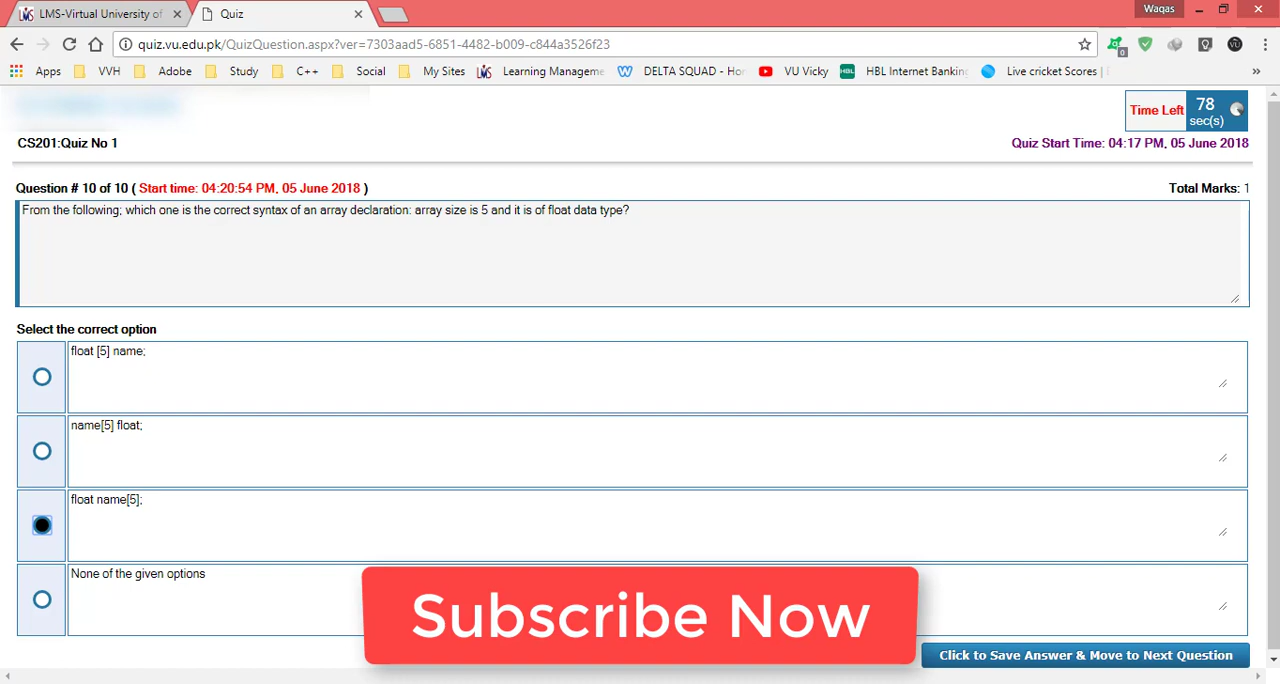 LMS-Virtual University of
Quiz
Waqas
quiz.vu.edu.pk/QuizQuestion.aspx?ver=7303aad5-6851-4482-b009-d844a3526f23
0
VU
Apps
VVH
Adobe
Study
C++
Social
My Sites
Learning Manageme
DELTA SQUAD - Hor
VU Vicky
HBL
HBL Internet Banking
Live cricket Scores |
Time Left
78
sec(s)
CS201:Quiz No 1
Quiz Start Time: 04:17 PM, 05 June 2018
Question # 10 of 10 ( Start time: 04:20:54 PM, 05 June 2018 )
Total Marks: 1
From the following; which one is the correct syntax of an array declaration: array size is 5 and it is of float data type?
Select the correct option
float [5] name;
name[5] float;
float name[5];
None of the given options
Subscribe Now
Click to Save Answer & Move to Next Question